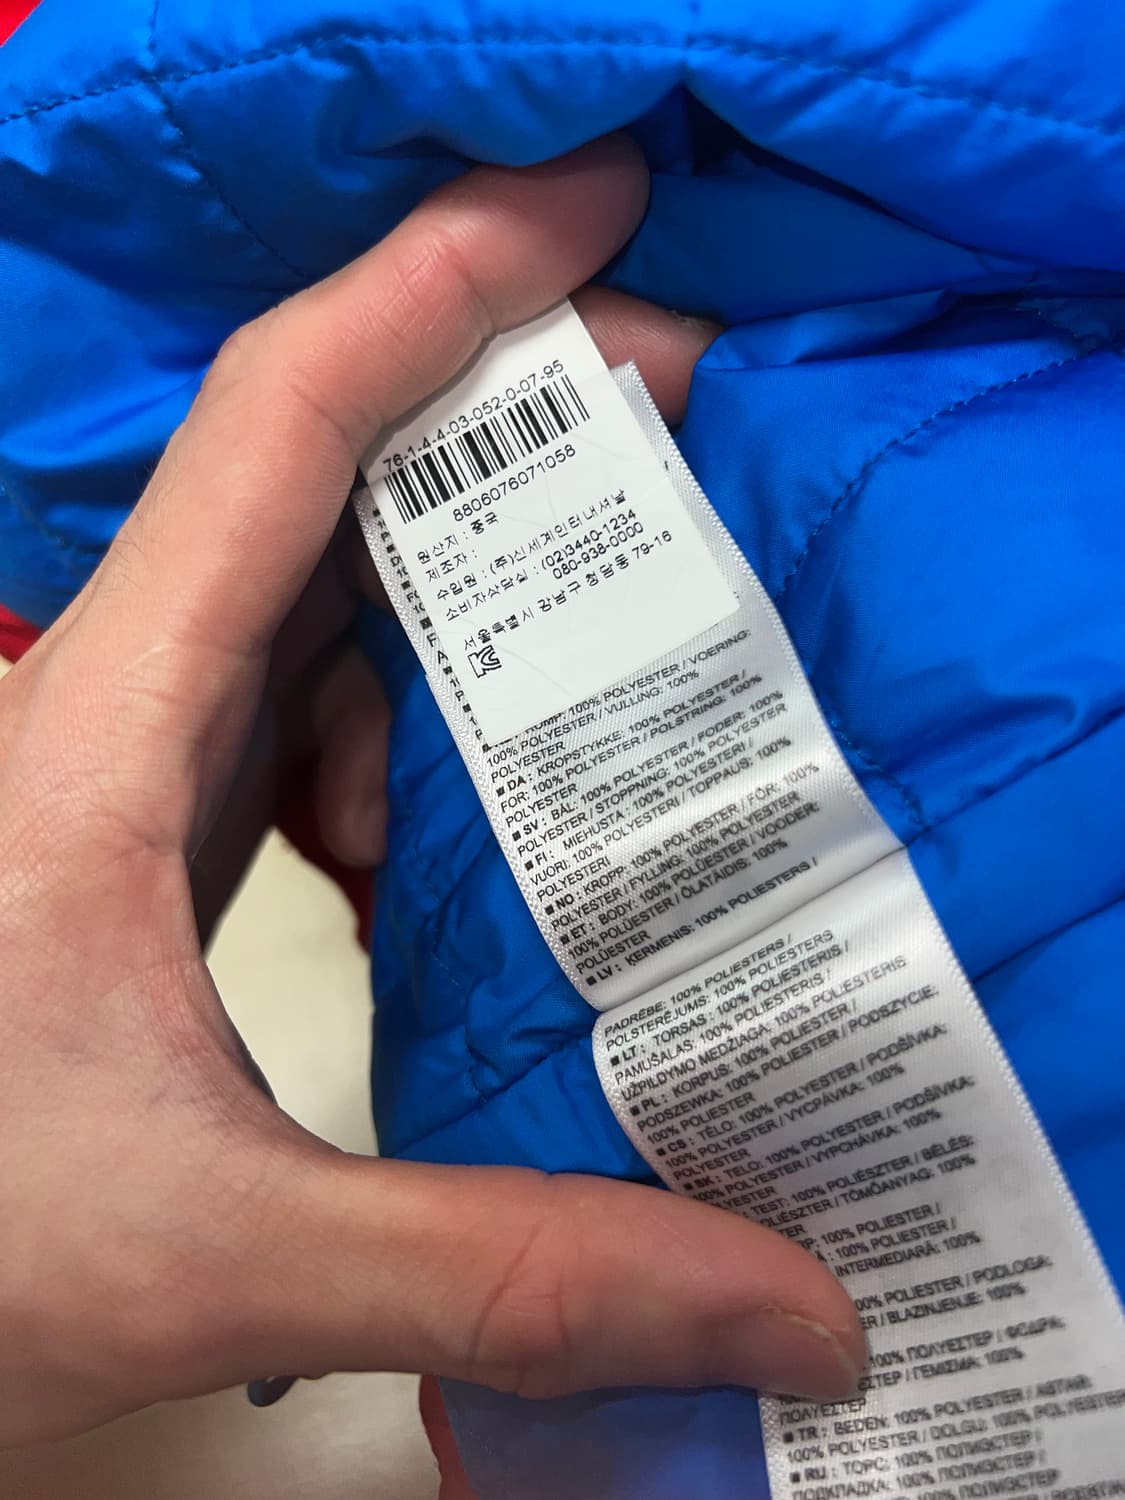 76-1-4-4-03-052-0-07-95
8806076071058
원산지 : 중국
제조자 :
수입원 : (주)신세계인터내셔날
소비자상담실 : (02)3440-1234
080-938-0000
서울특별시 강남구 청담동 79-16
100% POLYESTER / VOERING:
100% POLYESTER / VULLING: 100%
POLYESTER
■ DA : KROPSTYKKE: 100% POLYESTER /
FOR: 100% POLYESTER / POLSTRING: 100%
POLYESTER
■ SV : BÅL: 100% POLYESTER / FODER: 100%
POLYESTER / STOPPNING: 100% POLYESTER
■ FI : MIEHUSTA : 100% POLYESTERI /
VUORI: 100% POLYESTERI / TOPPAUS: 100%
POLYESTERI
■ NO : KROPP: 100% POLYESTER / FÔR: 100%
POLYESTER / FYLLING: 100% POLYESTER
■ ET : BODY: 100% POLÜESTER / VOODER:
100% POLÜESTER / ÕLATÄIDIS: 100%
POLÜESTER
■ LV : ĶERMENIS: 100% POLIESTERS /
PADRĒBE: 100% POLIESTERS /
POLSTERĒJUMS: 100% POLIESTERS
■ LT : TORSAS : 100% POLIESTERIS /
PAMUŠALAS: 100% POLIESTERIS /
UŽPILDYMO MEDŽIAGA: 100% POLIESTERIS
■ PL : KORPUS: 100% POLIESTER /
PODSZEWKA: 100% POLIESTER / PODSZYCIE:
100% POLIESTER
■ CS : TĚLO: 100% POLYESTER / PODŠÍVKA:
100% POLYESTER / VYCPÁVKA: 100%
POLYESTER
■ SK : TELO: 100% POLYESTER / PODŠÍVKA:
100% POLYESTER / VYPCHÁVKA: 100%
: TEST: 100% POLIÉSZTER / BÉLÉS:
/ TÖMŐANYAG: 100%
: 100% POLIESTER /
: 100% POLIESTER /
INTERMEDIARĂ: 100%
POLIESTER / PODLOGA:
/ BLAZINJENJE: 100%
100% ΠΟΛΥΕΣΤΕΡ / ΦΟΔΡΑ:
/ ΓΕΜΙΣΜΑ: 100%
ΠΟΛΥΕΣΤΕΡ
■ TR : BEDEN: 100% POLYESTER / ASTAR:
100% POLYESTER / DOLGU: 100% POLYESTER
■ RU : ТОРС: 100% ПОЛИЭСТЕР /
ПОДКЛАДКА: 100% ПОЛИЭСТЕР /